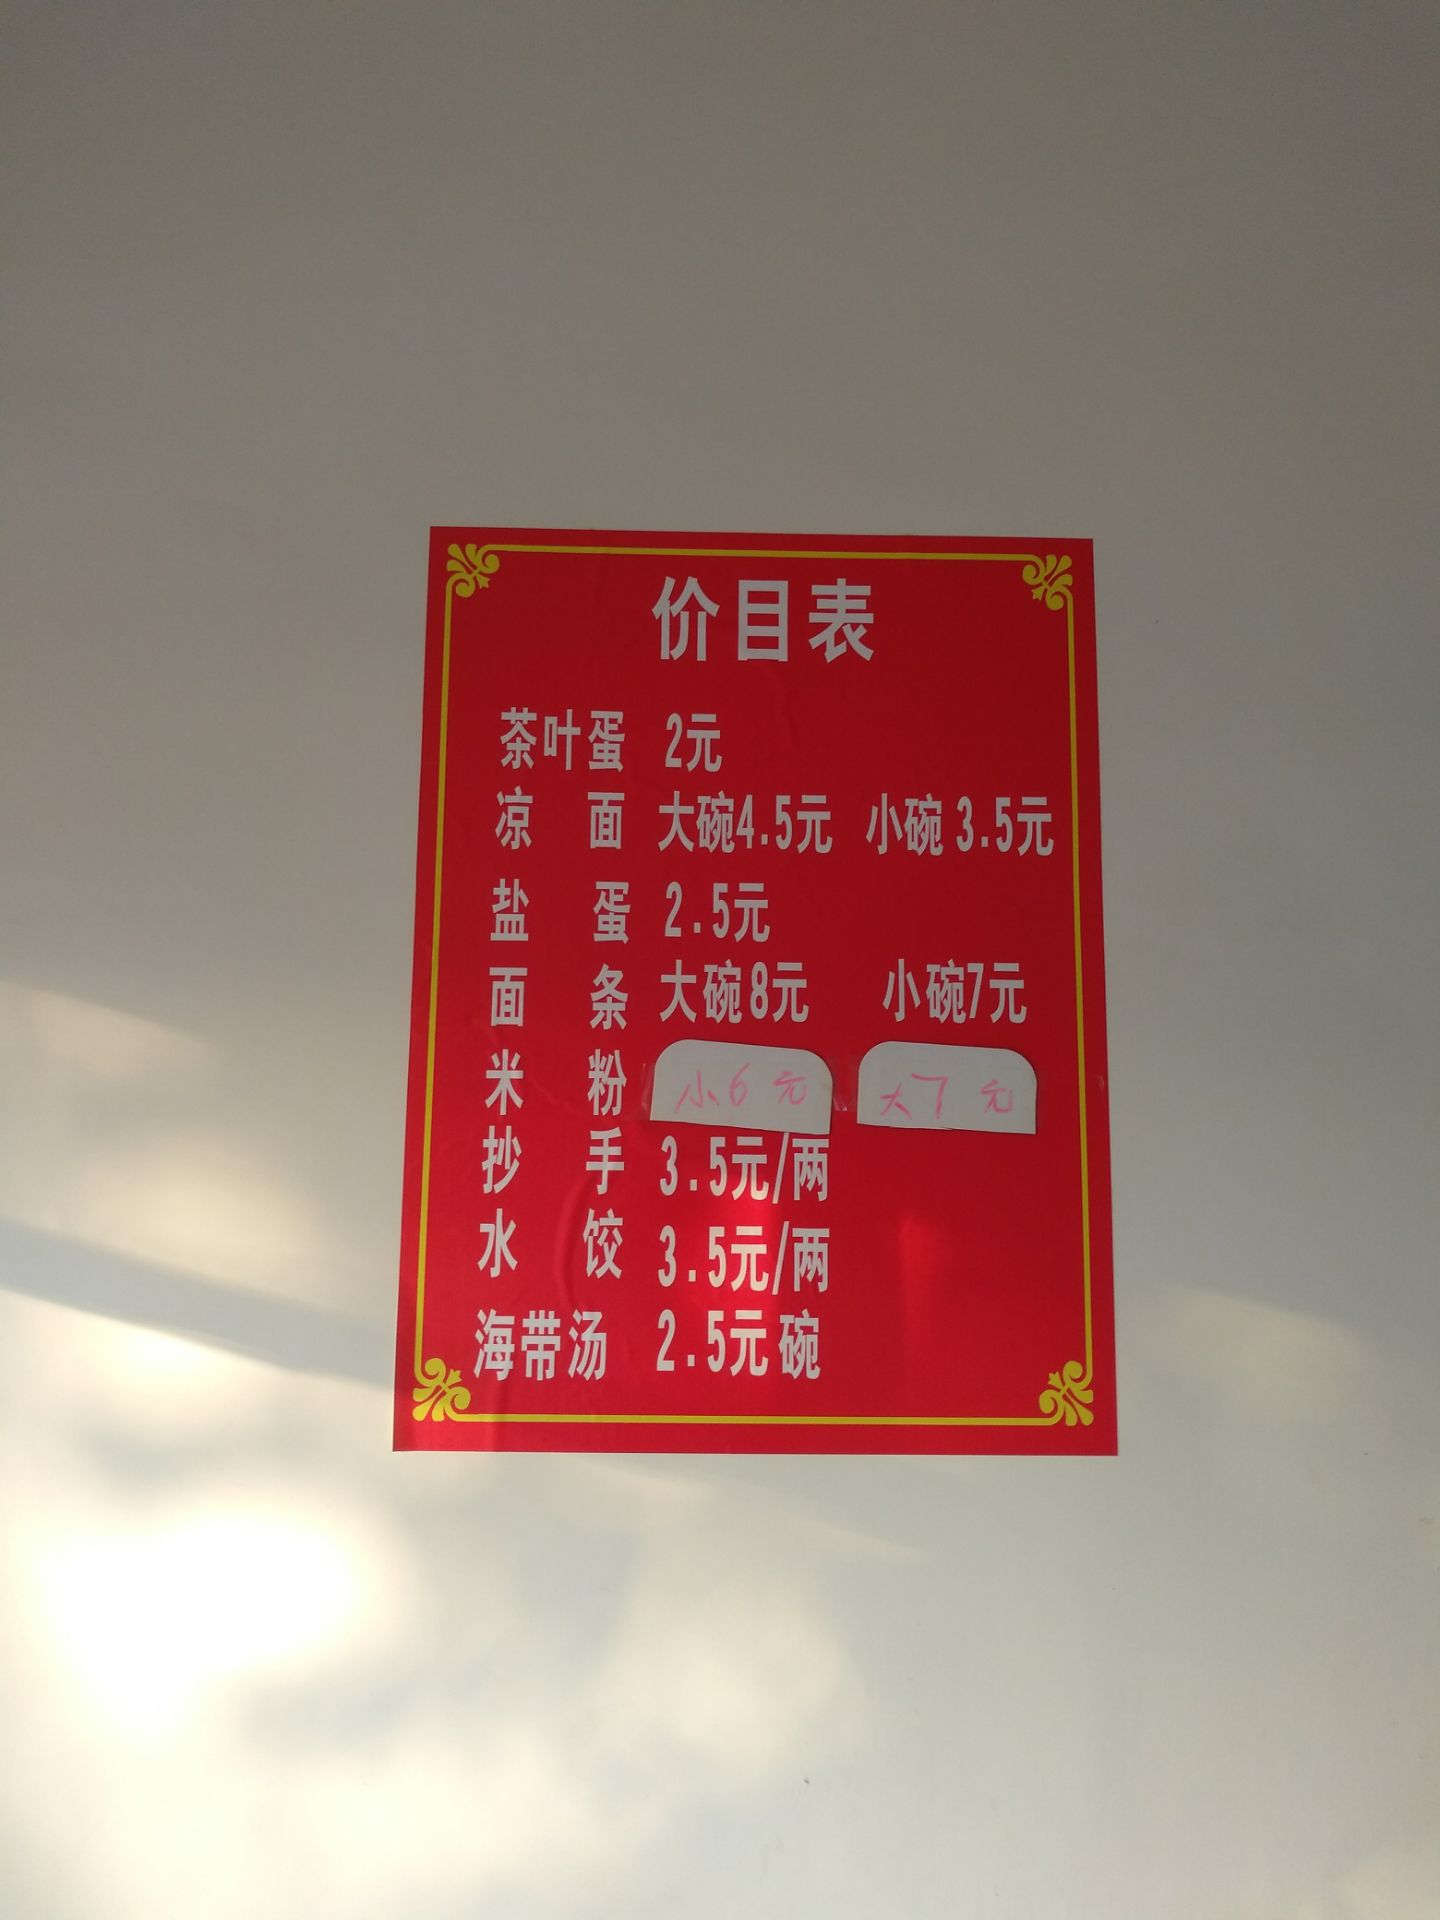 价目表
茶叶蛋 2元
凉面 大碗4.5元 小碗3.5元
盐蛋 2.5元
面条 大碗8元 小碗7元
米粉 小6元 大7元
抄手 3.5元/两
水饺 3.5元/两
海带汤 2.5元碗